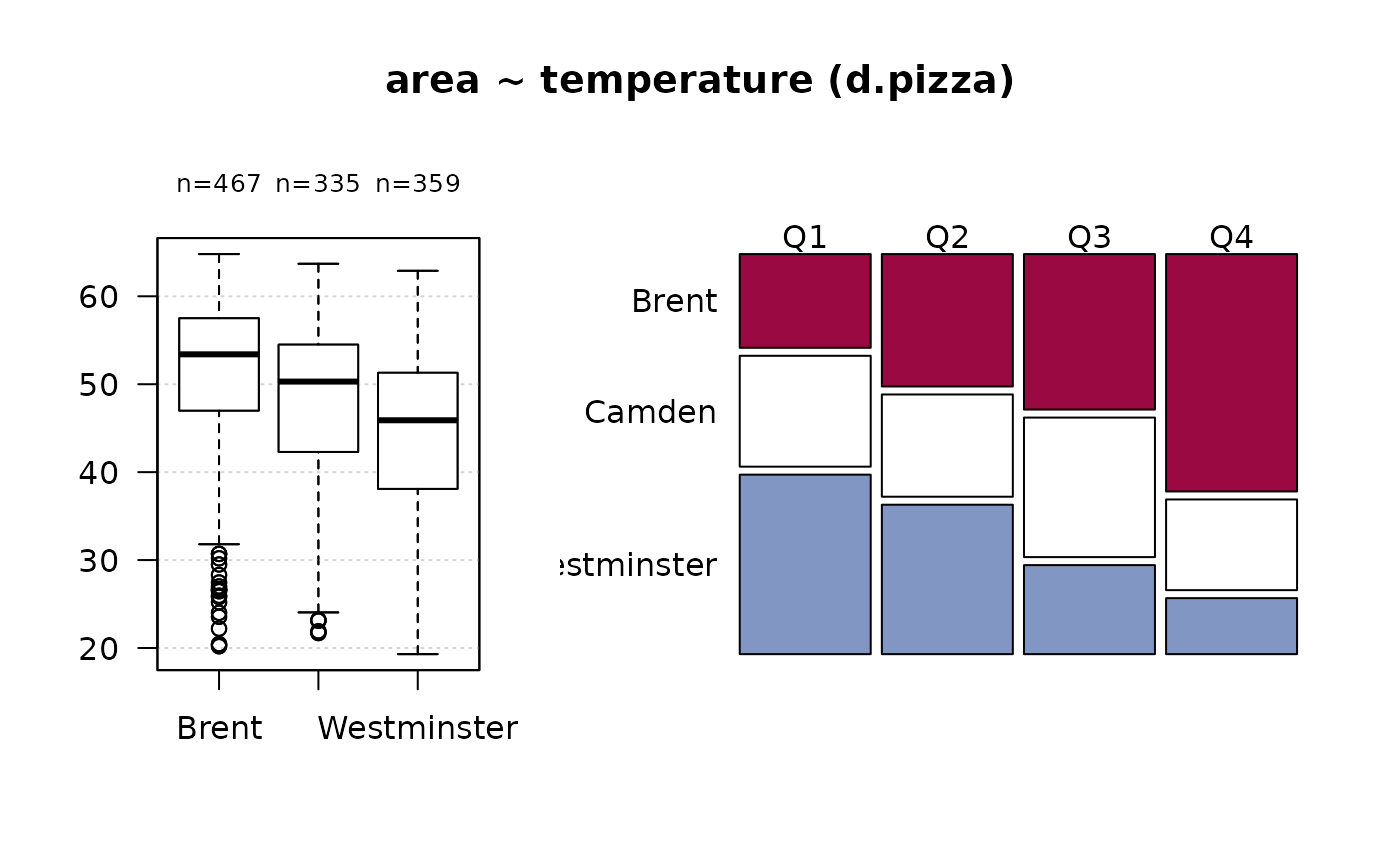 area ~ temperature (d.pizza)
n=467 n=335 n=359
60
50
40
30
20
Brent Westminster
Q1 Q2 Q3 Q4
Brent
Camden
estminster